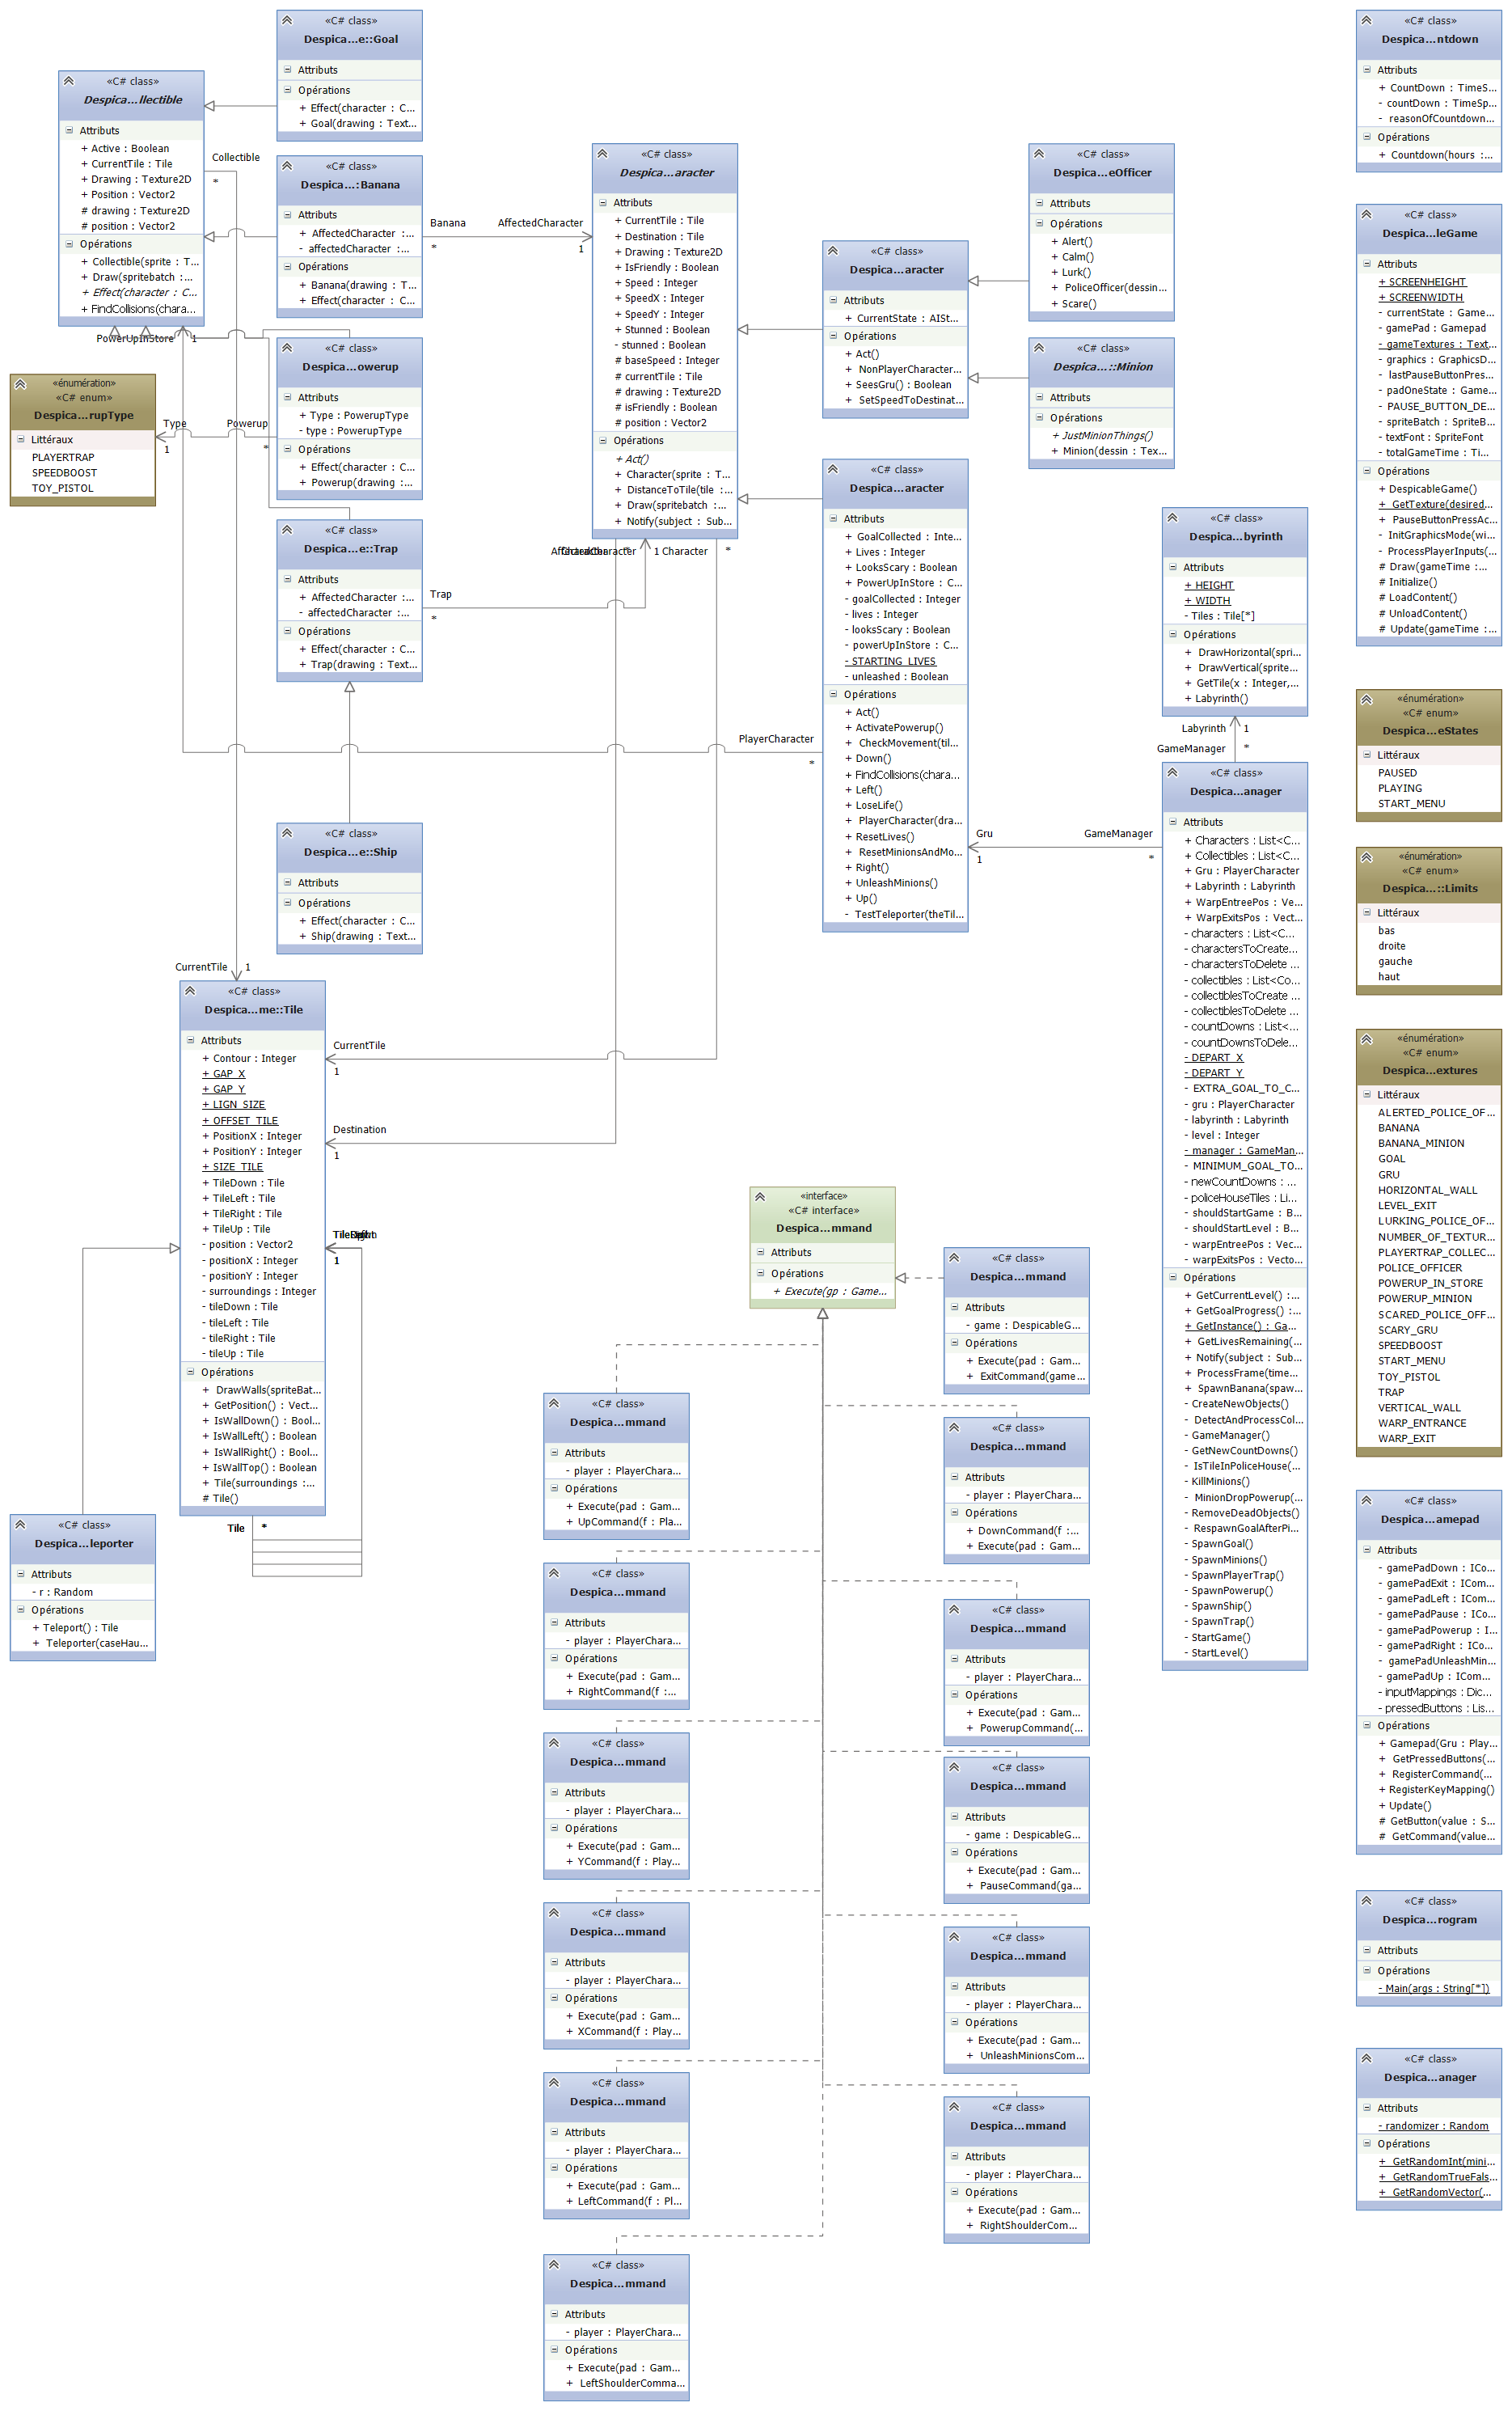 «C# class»
Despica...e::Goal
Attributs
Opérations
+ Effect(character : C...
+ Goal(drawing : Text...
«C# class»
Despica...llectible
Attributs
+ Active : Boolean
+ CurrentTile : Tile
+ Drawing : Texture2D
+ Position : Vector2
# drawing : Texture2D
# position : Vector2
Opérations
+ Collectible(sprite : T...
+ Draw(spritebatch :...
+ Effect(character : C...
+ FindCollisions(chara...
Collectible
*
PowerUpInStore
1
«C# class»
Despica...:Banana
Attributs
+ AffectedCharacter :...
- affectedCharacter :...
Opérations
+ Banana(drawing : T...
+ Effect(character : C...
Banana
*
AffectedCharacter
1
«énumération»
«C# enum»
Despica...rupType
Littéraux
PLAYERTRAP
SPEEDBOOST
TOY_PISTOL
Type
1
Powerup
*
«C# class»
Despica...owerup
Attributs
+ Type : PowerupType
- type : PowerupType
Opérations
+ Effect(character : C...
+ Powerup(drawing :...
«C# class»
Despica...e::Trap
Attributs
+ AffectedCharacter :...
- affectedCharacter :...
Opérations
+ Effect(character : C...
+ Trap(drawing : Text...
Trap
*
«C# class»
Despica...e::Ship
Attributs
Opérations
+ Effect(character : C...
+ Ship(drawing : Text...
«C# class»
Despica...aracter
Attributs
+ CurrentTile : Tile
+ Destination : Tile
+ Drawing : Texture2D
+ IsFriendly : Boolean
+ Speed : Integer
+ SpeedX : Integer
+ SpeedY : Integer
+ Stunned : Boolean
- stunned : Boolean
# baseSpeed : Integer
# currentTile : Tile
# drawing : Texture2D
# isFriendly : Boolean
# position : Vector2
Opérations
+ Act()
+ Character(sprite : T...
+ DistanceToTile(tile :...
+ Draw(spritebatch :...
+ Notify(subject : Sub...
1 Character
*
«C# class»
Despica...aracter
Attributs
+ CurrentState : AISt...
Opérations
+ Act()
+ NonPlayerCharacter...
+ SeesGru() : Boolean
+ SetSpeedToDestinat...
«C# class»
Despica...eOfficer
Attributs
Opérations
+ Alert()
+ Calm()
+ Lurk()
+ PoliceOfficer(dessin...
+ Scare()
«C# class»
Despica...::Minion
Attributs
Opérations
+ JustMinionThings()
+ Minion(dessin : Tex...
«C# class»
Despica...aracter
Attributs
+ GoalCollected : Inte...
+ Lives : Integer
+ LooksScary : Boolean
+ PowerUpInStore : C...
- goalCollected : Integer
- lives : Integer
- looksScary : Boolean
- powerUpInStore : C...
- STARTING_LIVES
- unleashed : Boolean
Opérations
+ Act()
+ ActivatePowerup()
+ CheckMovement(til...
+ Down()
+ FindCollisions(chara...
+ Left()
+ LoseLife()
+ PlayerCharacter(dra...
+ ResetLives()
+ ResetMinionsAndMo...
+ Right()
+ UnleashMinions()
+ Up()
- TestTeleporter(theTil...
PlayerCharacter
*
Gru
1
GameManager
*
«C# class»
Despica...byrinth
Attributs
+ HEIGHT
+ WIDTH
- Tiles : Tile[*]
Opérations
+ DrawHorizontal(spri...
+ DrawVertical(sprite...
+ GetTile(x : Integer,...
+ Labyrinth()
Labyrinth
1
GameManager
*
«C# class»
Despica...anager
Attributs
+ Characters : List<C...
+ Collectibles : List<C...
+ Gru : PlayerCharacter
+ Labyrinth : Labyrinth
+ WarpEntreePos : Ve...
+ WarpExitsPos : Vect...
- characters : List<C...
- charactersToCreate...
- charactersToDelete ...
- collectibles : List<Co...
- collectiblesToCreate ...
- collectiblesToDelete ...
- countDowns : List<...
- countDownsToDele...
- DEPART_X
- DEPART_Y
- EXTRA_GOAL_TO_C...
- gru : PlayerCharacter
- labyrinth : Labyrinth
- level : Integer
- manager : GameMan...
- MINIMUM_GOAL_TO...
- newCountDowns : ...
- policeHouseTiles : Li...
- shouldStartGame : B...
- shouldStartLevel : B...
- warpEntreePos : Vec...
- warpExitsPos : Vecto...
Opérations
+ GetCurrentLevel() :...
+ GetGoalProgress() :...
+ GetInstance() : Ga...
+ GetLivesRemaining(...
+ Notify(subject : Sub...
+ ProcessFrame(time...
+ SpawnBanana(spaw...
- CreateNewObjects()
- DetectAndProcessCol...
- GameManager()
- GetNewCountDowns()
- IsTileInPoliceHouse(...
- KillMinions()
- MinionDropPowerup(...
- RemoveDeadObjects()
- RespawnGoalAfterPi...
- SpawnGoal()
- SpawnMinions()
- SpawnPlayerTrap()
- SpawnPowerup()
- SpawnShip()
- SpawnTrap()
- StartGame()
- StartLevel()
CurrentTile
1
«C# class»
Despica...me::Tile
Attributs
+ Contour : Integer
+ GAP_X
+ GAP_Y
+ LIGN_SIZE
+ OFFSET_TILE
+ PositionX : Integer
+ PositionY : Integer
+ SIZE_TILE
+ TileDown : Tile
+ TileLeft : Tile
+ TileRight : Tile
+ TileUp : Tile
- position : Vector2
- positionX : Integer
- positionY : Integer
- surroundings : Integer
- tileDown : Tile
- tileLeft : Tile
- tileRight : Tile
- tileUp : Tile
Opérations
+ DrawWalls(spriteBat...
+ GetPosition() : Vect...
+ IsWallDown() : Bool...
+ IsWallLeft() : Boolean
+ IsWallRight() : Bool...
+ IsWallTop() : Boolean
+ Tile(surroundings :...
# Tile()
CurrentTile
1
Destination
1
1
Tile
*
«C# class»
Despica...leporter
Attributs
- r : Random
Opérations
+ Teleport() : Tile
+ Teleporter(caseHau...
«interface»
«C# interface»
Despica...mmand
Attributs
Opérations
+ Execute(gp : Game...
«C# class»
Despica...mmand
Attributs
- game : DespicableG...
Opérations
+ Execute(pad : Gam...
+ ExitCommand(game...
«C# class»
Despica...mmand
Attributs
- player : PlayerChara...
Opérations
+ Execute(pad : Gam...
+ UpCommand(f : Pla...
«C# class»
Despica...mmand
Attributs
- player : PlayerChara...
Opérations
+ DownCommand(f :...
+ Execute(pad : Gam...
«C# class»
Despica...mmand
Attributs
- player : PlayerChara...
Opérations
+ Execute(pad : Gam...
+ RightCommand(f :...
«C# class»
Despica...mmand
Attributs
- player : PlayerChara...
Opérations
+ Execute(pad : Gam...
+ PowerupCommand(...
«C# class»
Despica...mmand
Attributs
- player : PlayerChara...
Opérations
+ Execute(pad : Gam...
+ YCommand(f : Play...
«C# class»
Despica...mmand
Attributs
- game : DespicableG...
Opérations
+ Execute(pad : Gam...
+ PauseCommand(ga...
«C# class»
Despica...mmand
Attributs
- player : PlayerChara...
Opérations
+ Execute(pad : Gam...
+ XCommand(f : Play...
«C# class»
Despica...mmand
Attributs
- player : PlayerChara...
Opérations
+ Execute(pad : Gam...
+ UnleashMinionsCom...
«C# class»
Despica...mmand
Attributs
- player : PlayerChara...
Opérations
+ Execute(pad : Gam...
+ LeftCommand(f : Pl...
«C# class»
Despica...mmand
Attributs
- player : PlayerChara...
Opérations
+ Execute(pad : Gam...
+ RightShoulderCom...
«C# class»
Despica...mmand
Attributs
- player : PlayerChara...
Opérations
+ Execute(pad : Gam...
+ LeftShoulderComma...
«C# class»
Despica...ntdown
Attributs
+ CountDown : TimeS...
- countDown : TimeSp...
- reasonOfCountdown...
Opérations
+ Countdown(hours :...
«C# class»
Despica...leGame
Attributs
+ SCREENHEIGHT
+ SCREENWIDTH
- currentState : Game...
- gamePad : Gamepad
- gameTextures : Text...
- graphics : GraphicsD...
- lastPauseButtonPres...
- padOneState : Game...
- PAUSE_BUTTON_DE...
- spriteBatch : SpriteB...
- textFont : SpriteFont
- totalGameTime : Ti...
Opérations
+ DespicableGame()
+ GetTexture(desired...
+ PauseButtonPressAc...
- InitGraphicsMode(wi...
- ProcessPlayerInputs(...
# Draw(gameTime :...
# Initialize()
# LoadContent()
# UnloadContent()
# Update(gameTime :...
«énumération»
«C# enum»
Despica...eStates
Littéraux
PAUSED
PLAYING
START_MENU
«énumération»
«C# enum»
Despica...::Limits
Littéraux
bas
droite
gauche
haut
«énumération»
«C# enum»
Despica...extures
Littéraux
ALERTED_POLICE_OF...
BANANA
BANANA_MINION
GOAL
GRU
HORIZONTAL_WALL
LEVEL_EXIT
LURKING_POLICE_OF...
NUMBER_OF_TEXTUR...
PLAYERTRAP_COLLEC...
POLICE_OFFICER
POWERUP_IN_STORE
POWERUP_MINION
SCARED_POLICE_OFF...
SCARY_GRU
SPEEDBOOST
START_MENU
TOY_PISTOL
TRAP
VERTICAL_WALL
WARP_ENTRANCE
WARP_EXIT
«C# class»
Despica...amepad
Attributs
- gamePadDown : ICo...
- gamePadExit : ICom...
- gamePadLeft : ICom...
- gamePadPause : ICo...
- gamePadPowerup : I...
- gamePadRight : ICo...
- gamePadUnleashMin...
- gamePadUp : ICom...
- inputMappings : Dic...
- pressedButtons : Lis...
Opérations
+ Gamepad(Gru : Play...
+ GetPressedButtons(...
+ RegisterCommand(...
+ RegisterKeyMapping()
+ Update()
# GetButton(value : S...
# GetCommand(value...
«C# class»
Despica...rogram
Attributs
Opérations
- Main(args : String[*])
«C# class»
Despica...anager
Attributs
- randomizer : Random
Opérations
+ GetRandomInt(mini...
+ GetRandomTrueFals...
+ GetRandomVector(...